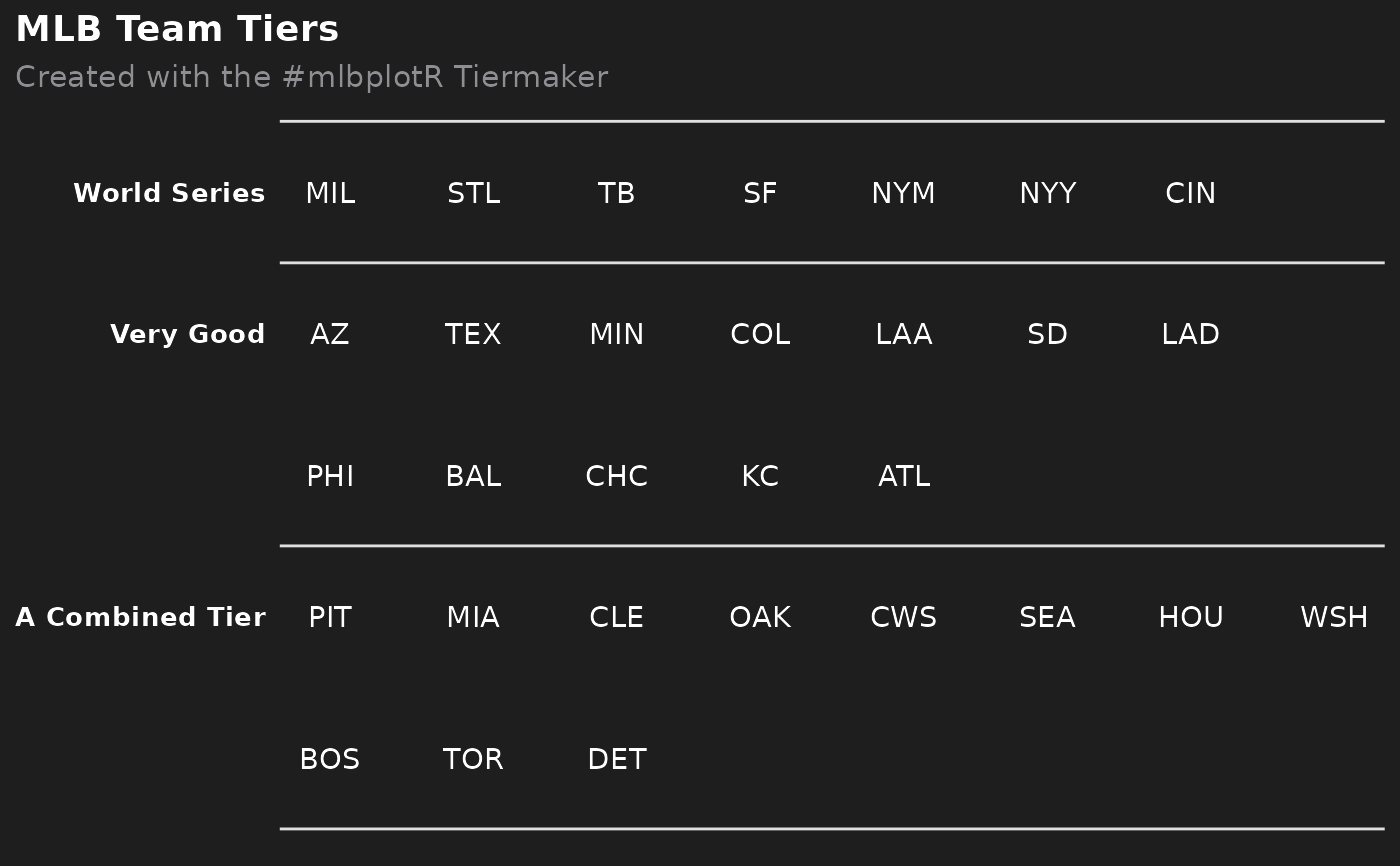 MLB Team Tiers
Created with the #mlbplotR Tiermaker
World Series MIL STL TB SF NYM NYY CIN
Very Good AZ TEX MIN COL LAA SD LAD
PHI BAL CHC KC ATL
A Combined Tier PIT MIA CLE OAK CWS SEA HOU WSH
BOS TOR DET